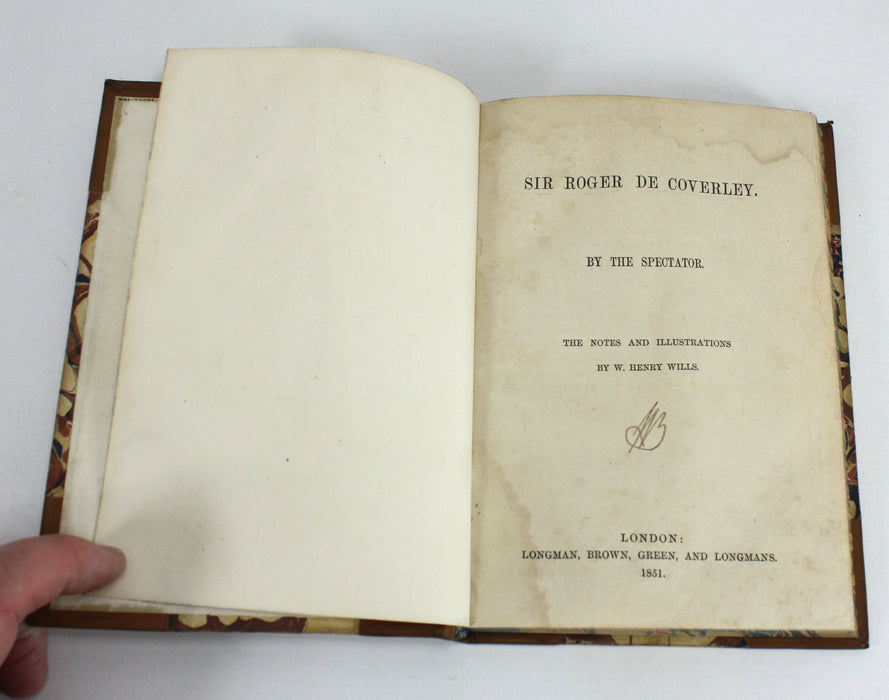 SIR ROGER DE COVERLEY.
BY THE SPECTATOR.
THE NOTES AND ILLUSTRATIONS
BY W. HENRY WILLS.
LONDON:
LONGMAN, BROWN, GREEN, AND LONGMANS.
1851.